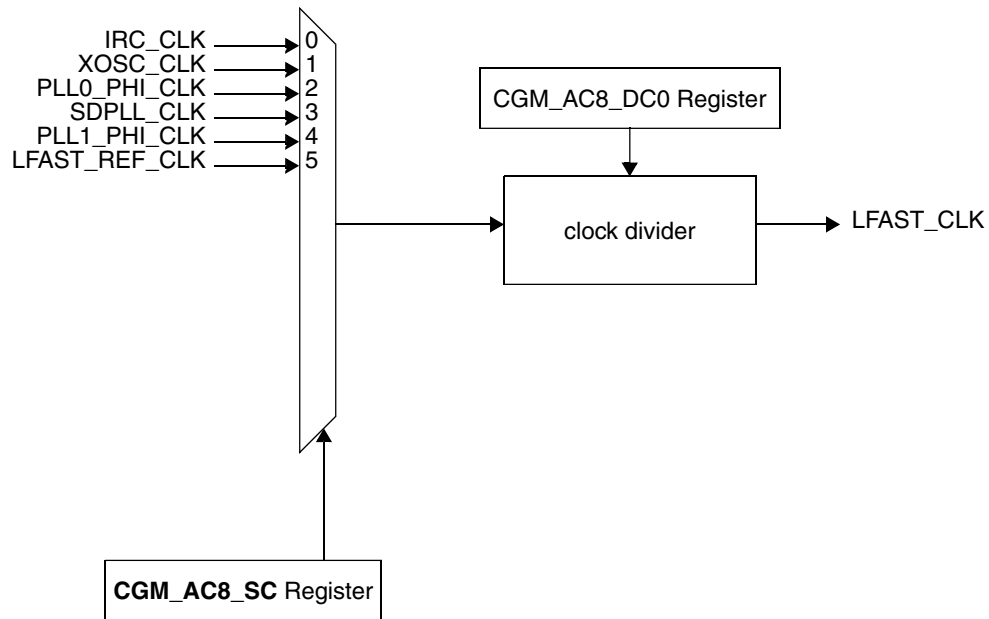 IRC_CLK 0
XOSC_CLK 1
PLL0_PHI_CLK 2
SDPLL_CLK 3
PLL1_PHI_CLK 4
LFAST_REF_CLK 5
CGM_AC8_DC0 Register
clock divider
LFAST_CLK
CGM_AC8_SC Register